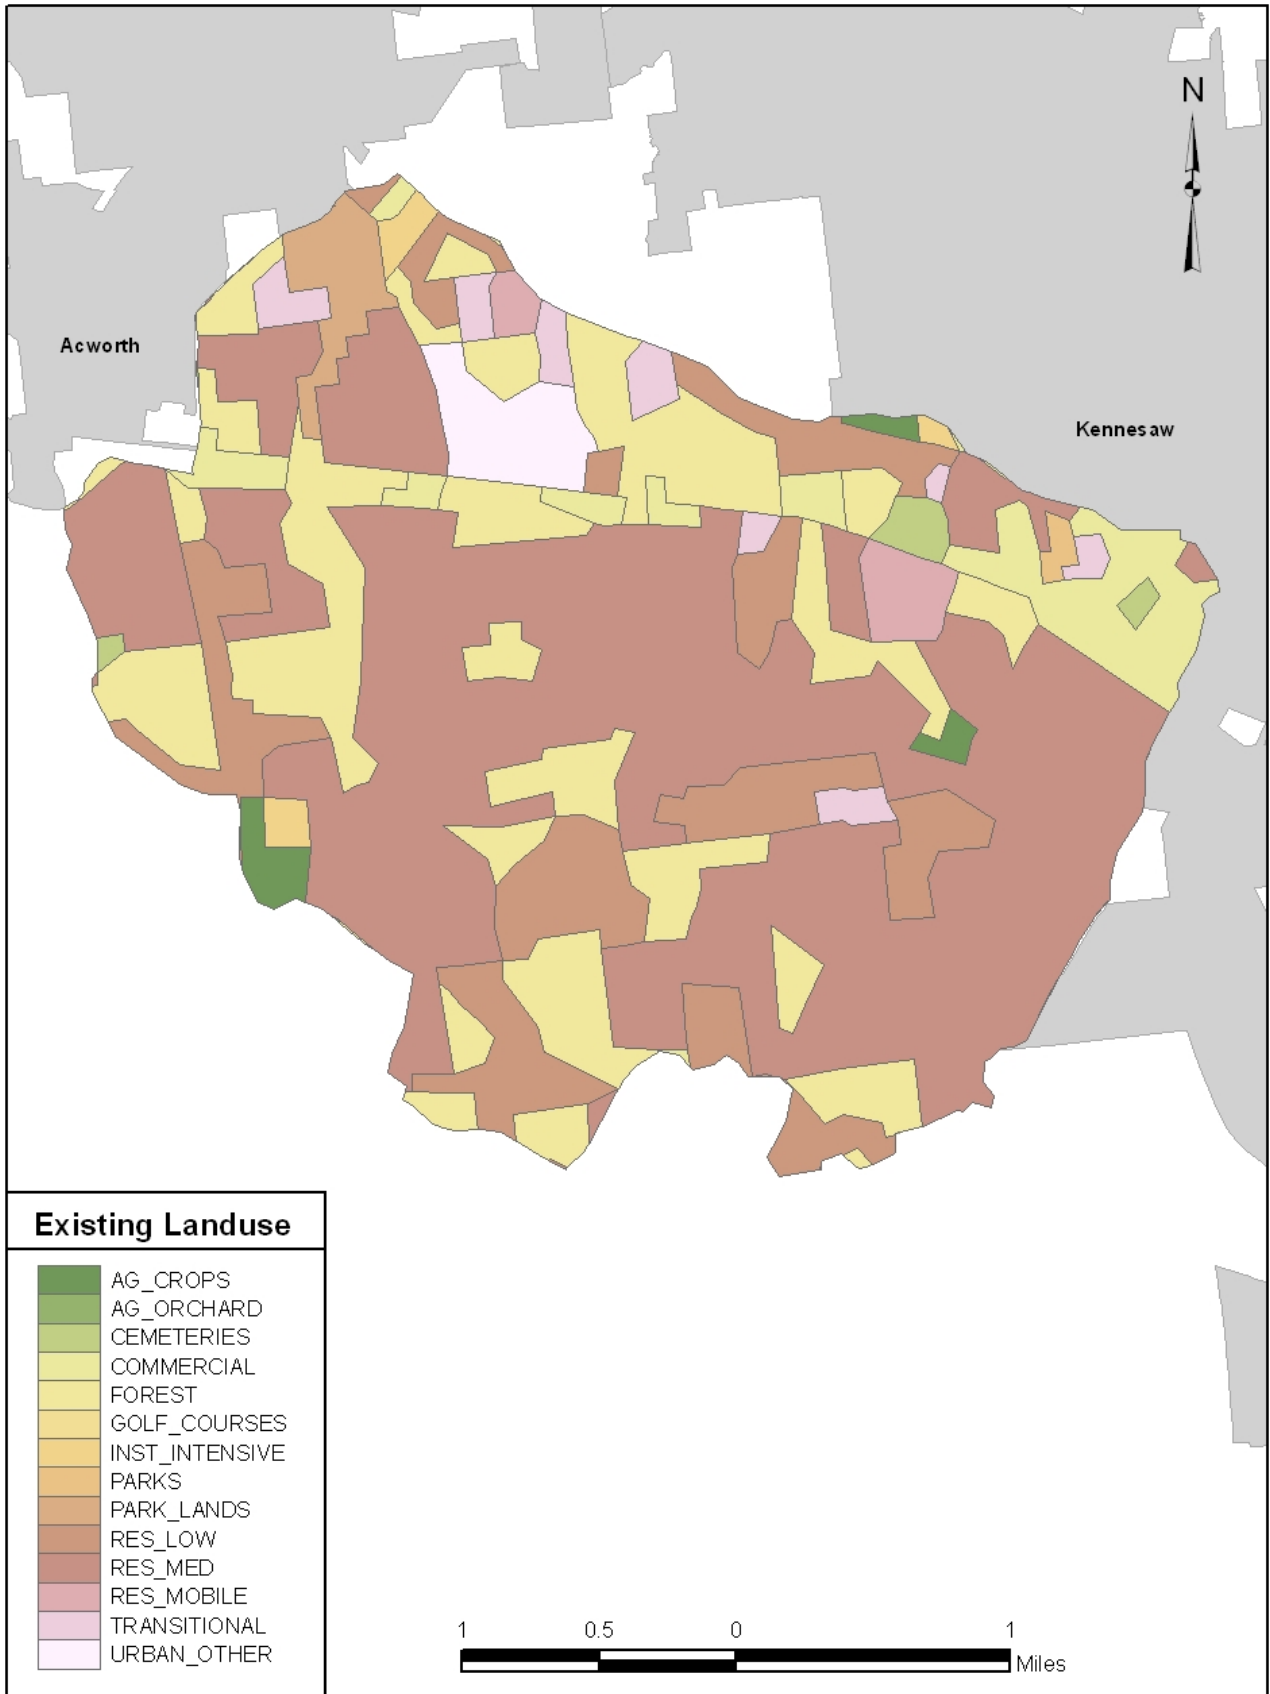 N
Acworth
Kennesaw
Existing Landuse
AG_CROPS
AG_ORCHARD
CEMETERIES
COMMERCIAL
FOREST
GOLF_COURSES
INST_INTENSIVE
PARKS
PARK_LANDS
RES_LOW
RES_MED
RES_MOBILE
TRANSITIONAL
URBAN_OTHER
1 0.5 0 1
Miles